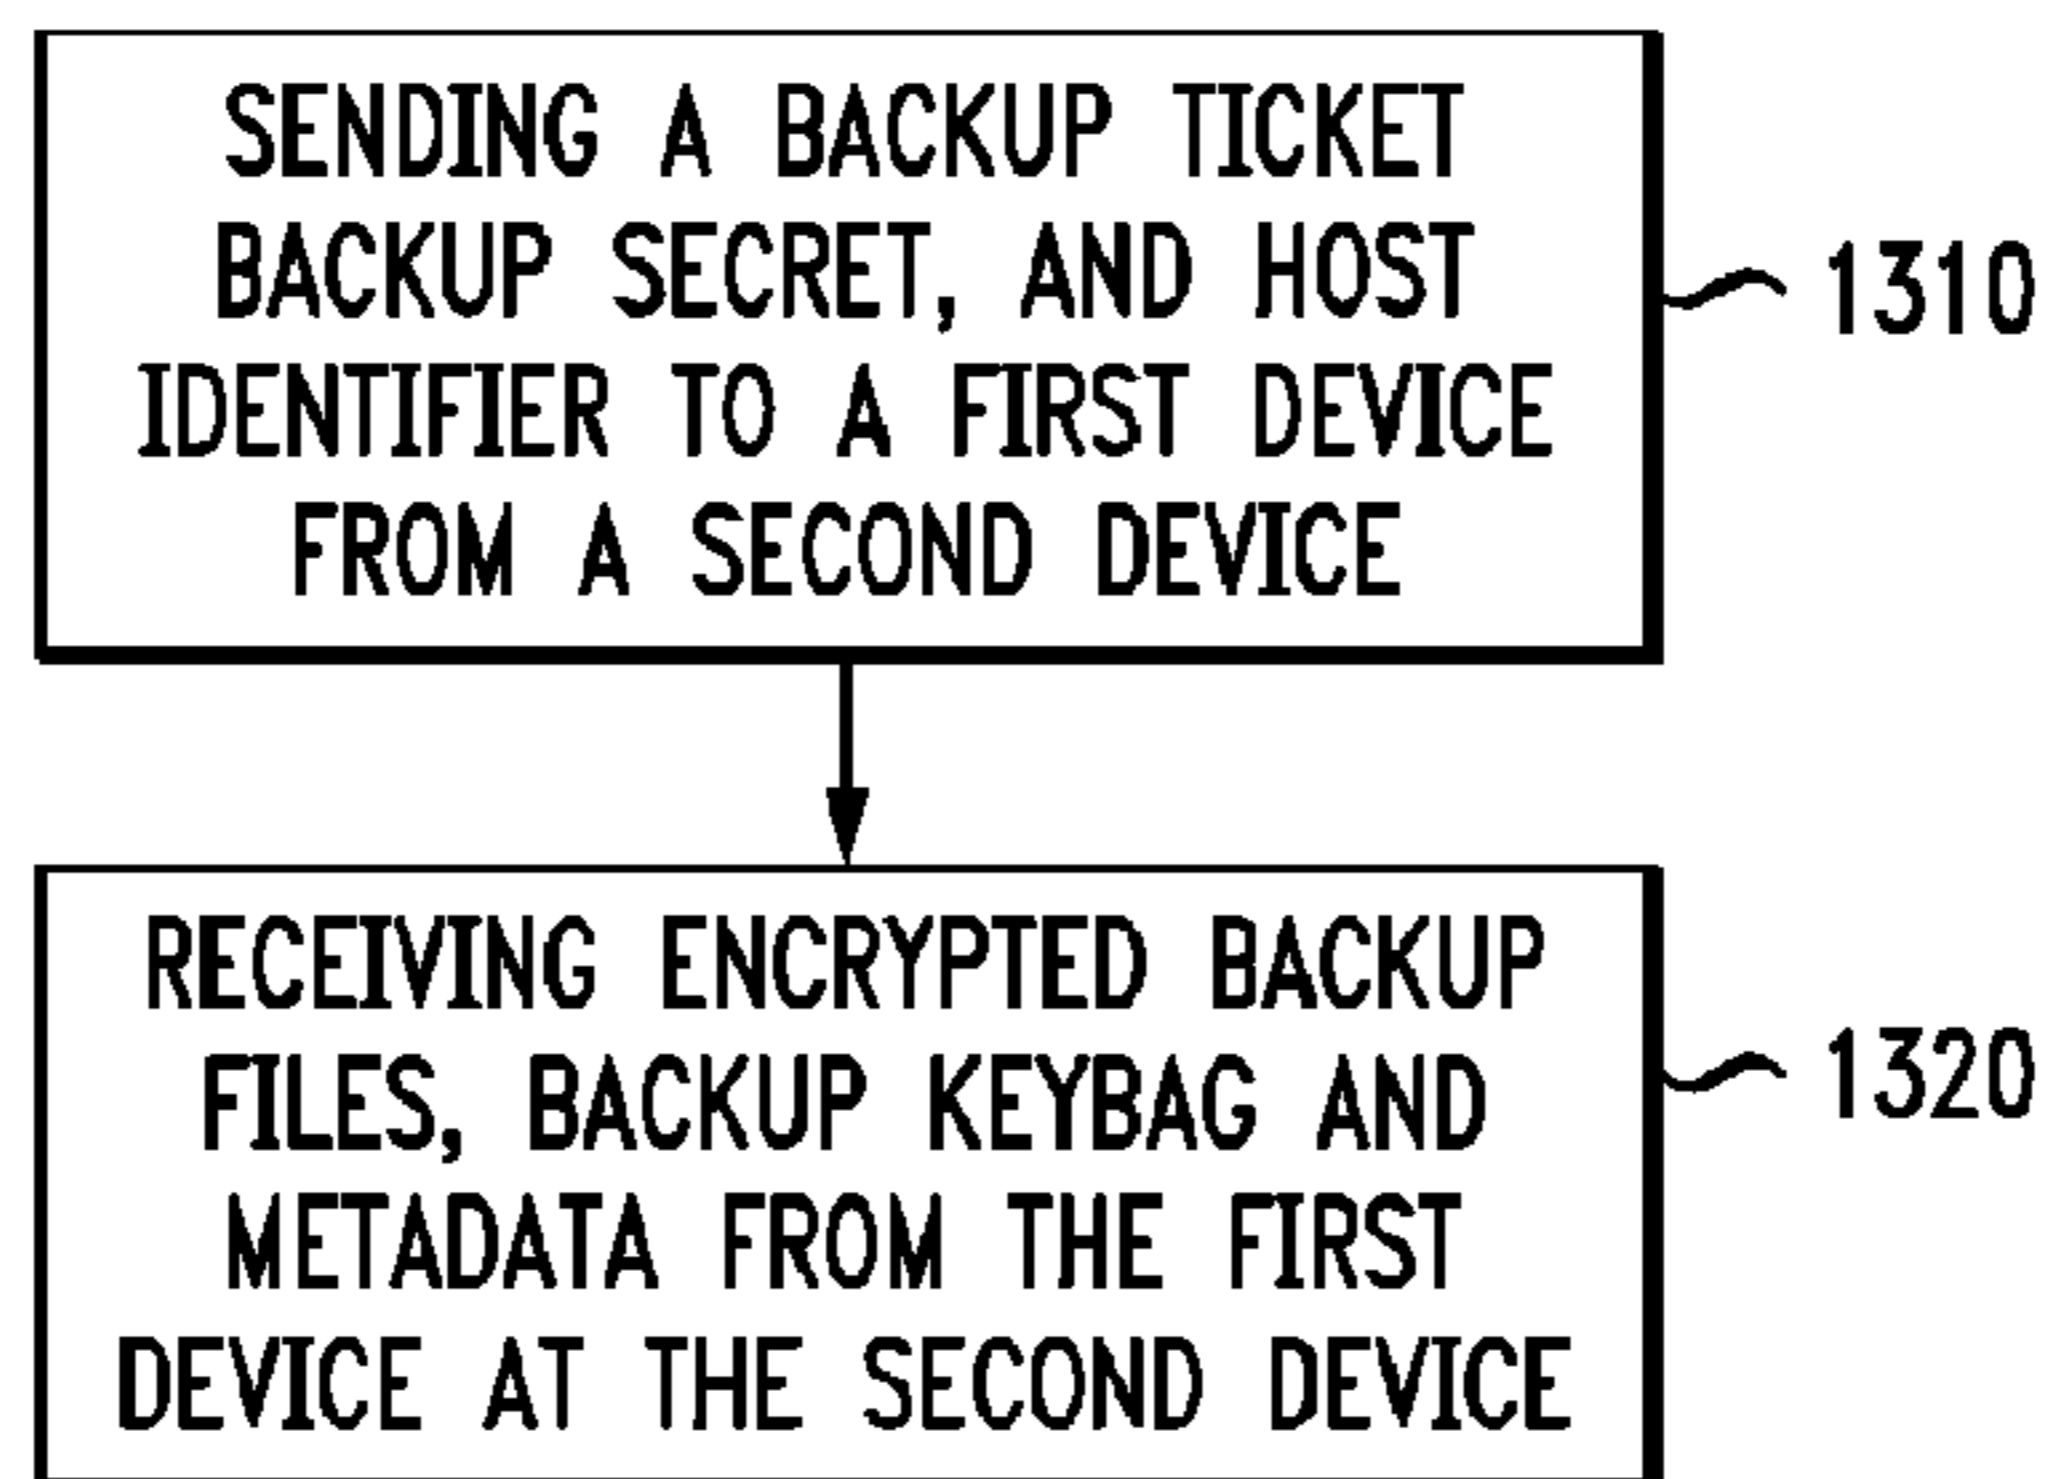 SENDING A BACKUP TICKET
BACKUP SECRET, AND HOST
IDENTIFIER TO A FIRST DEVICE
FROM A SECOND DEVICE
1310
RECEIVING ENCRYPTED BACKUP
FILES, BACKUP KEYBAG AND
METADATA FROM THE FIRST
DEVICE AT THE SECOND DEVICE
1320